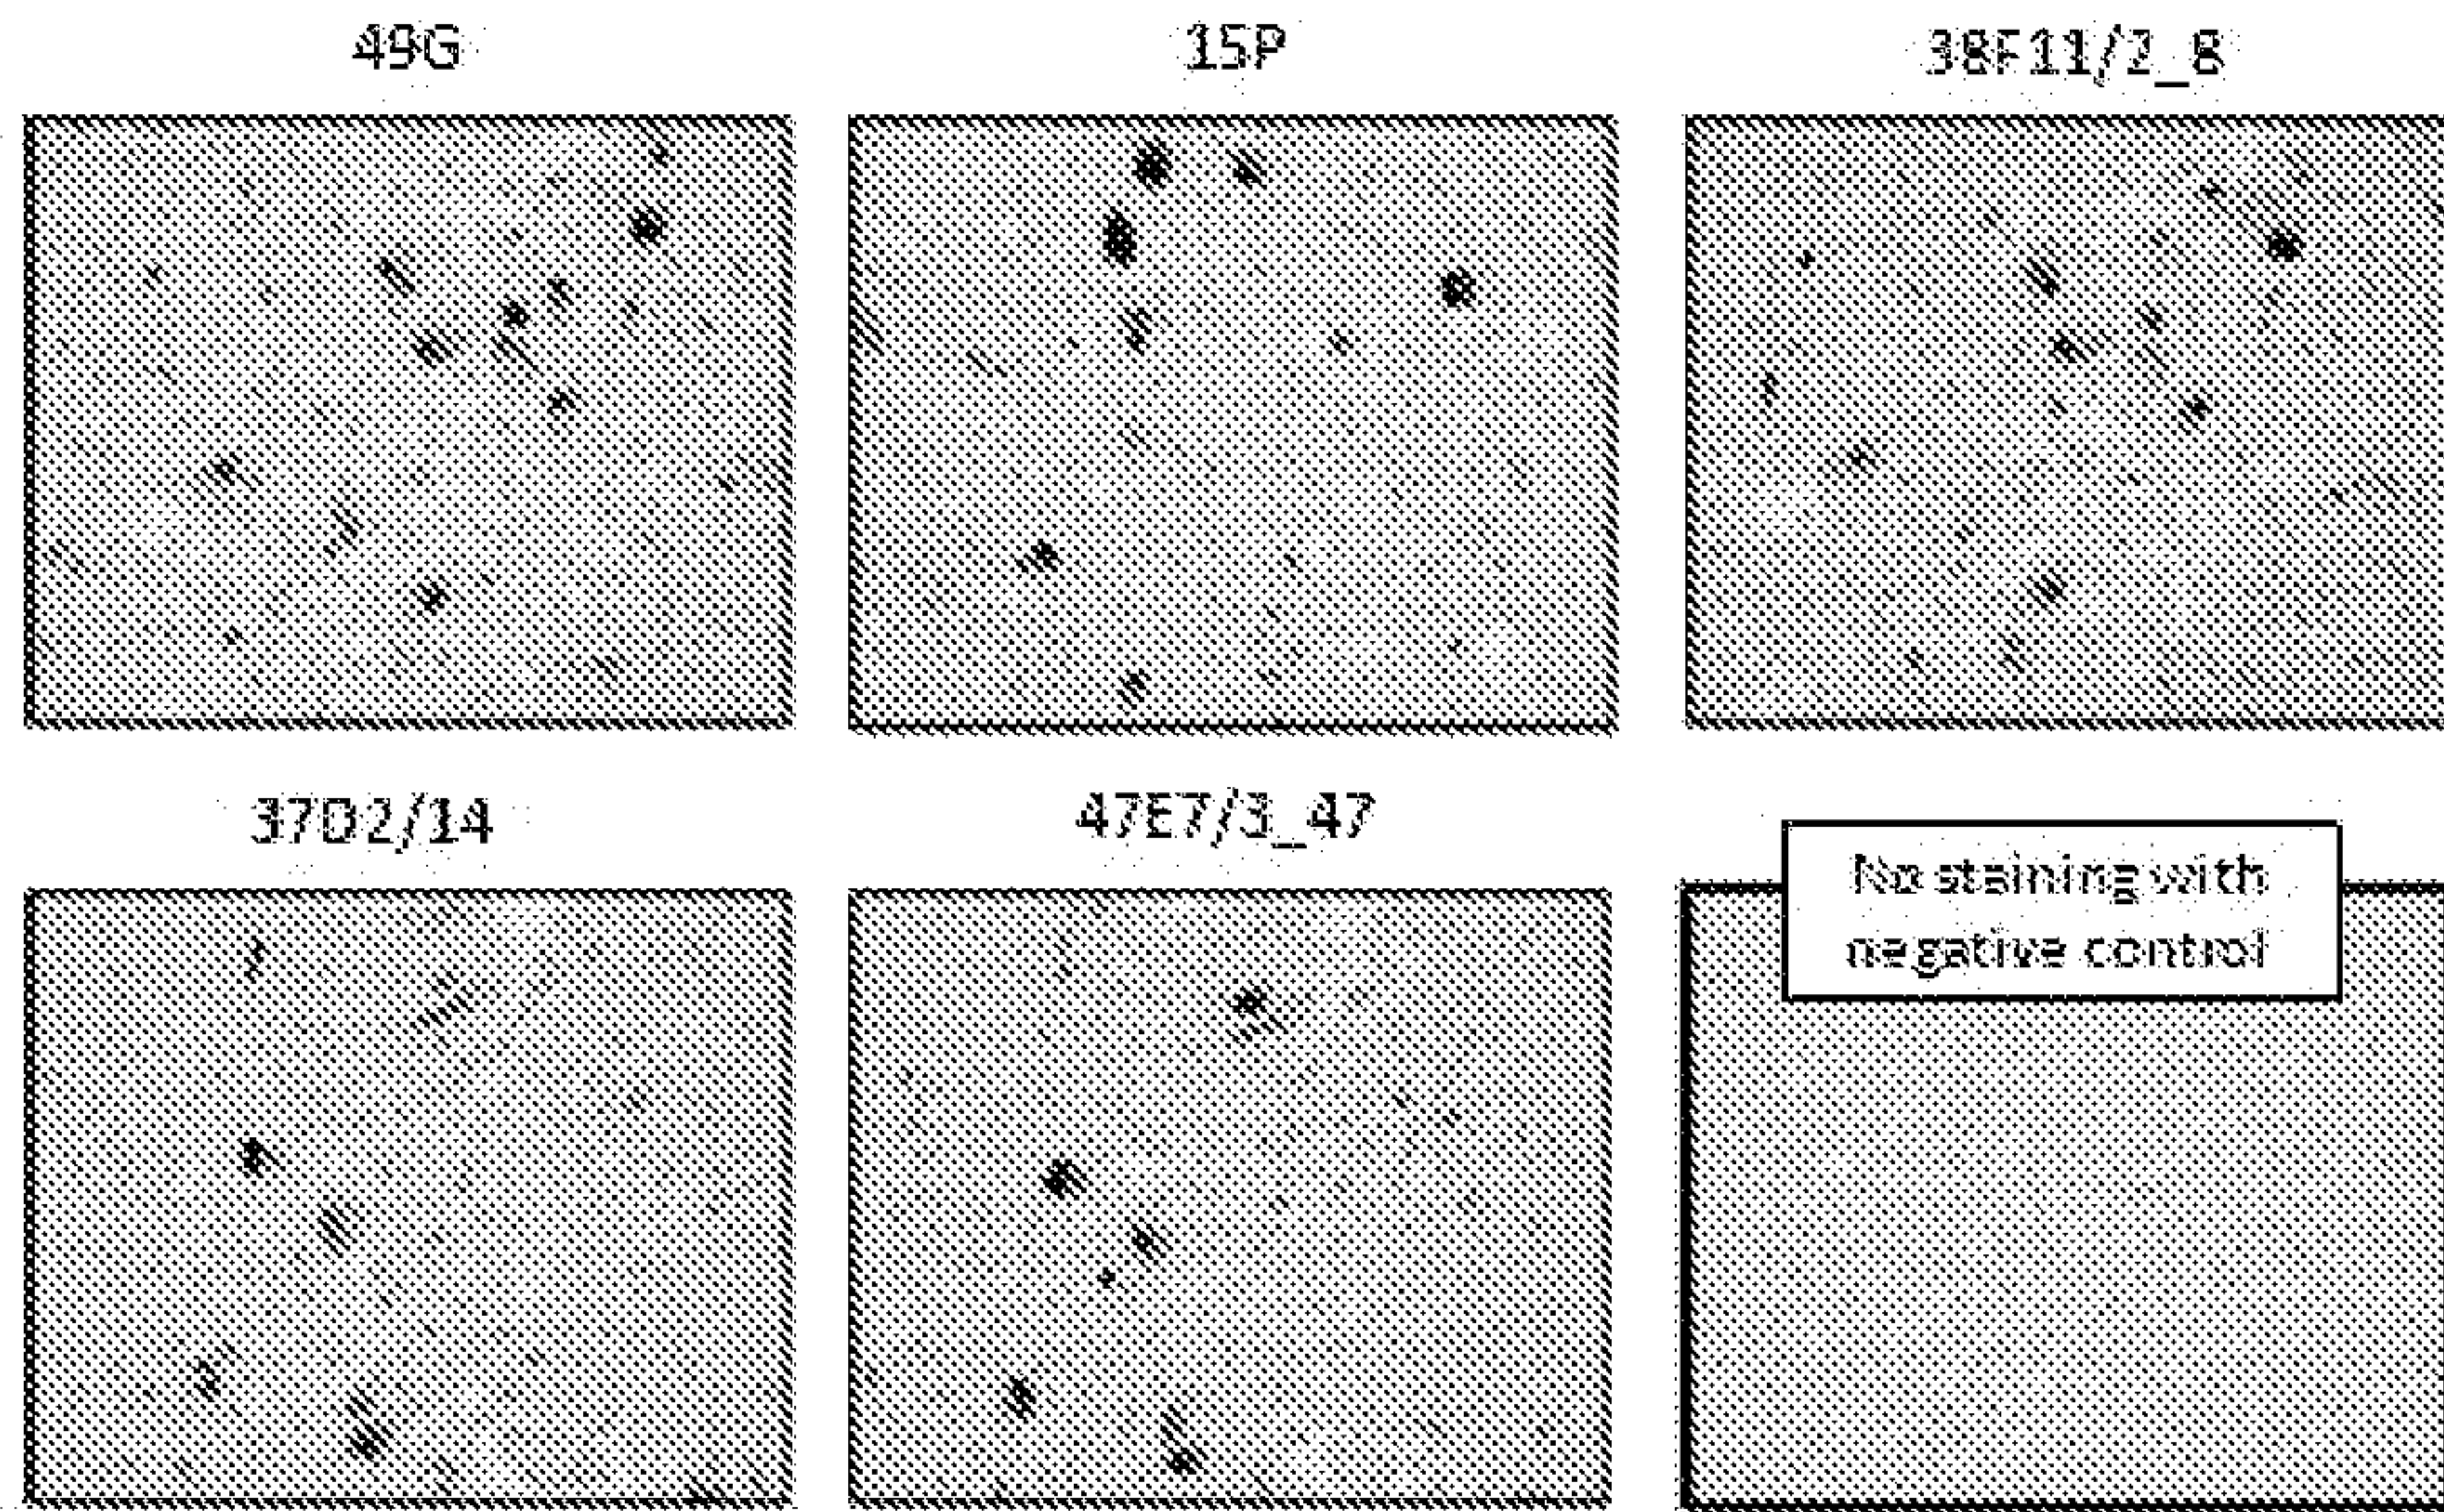 49G
15P
38F11/2_8
37D2/14
47E7/3_47
No staining with
negative control